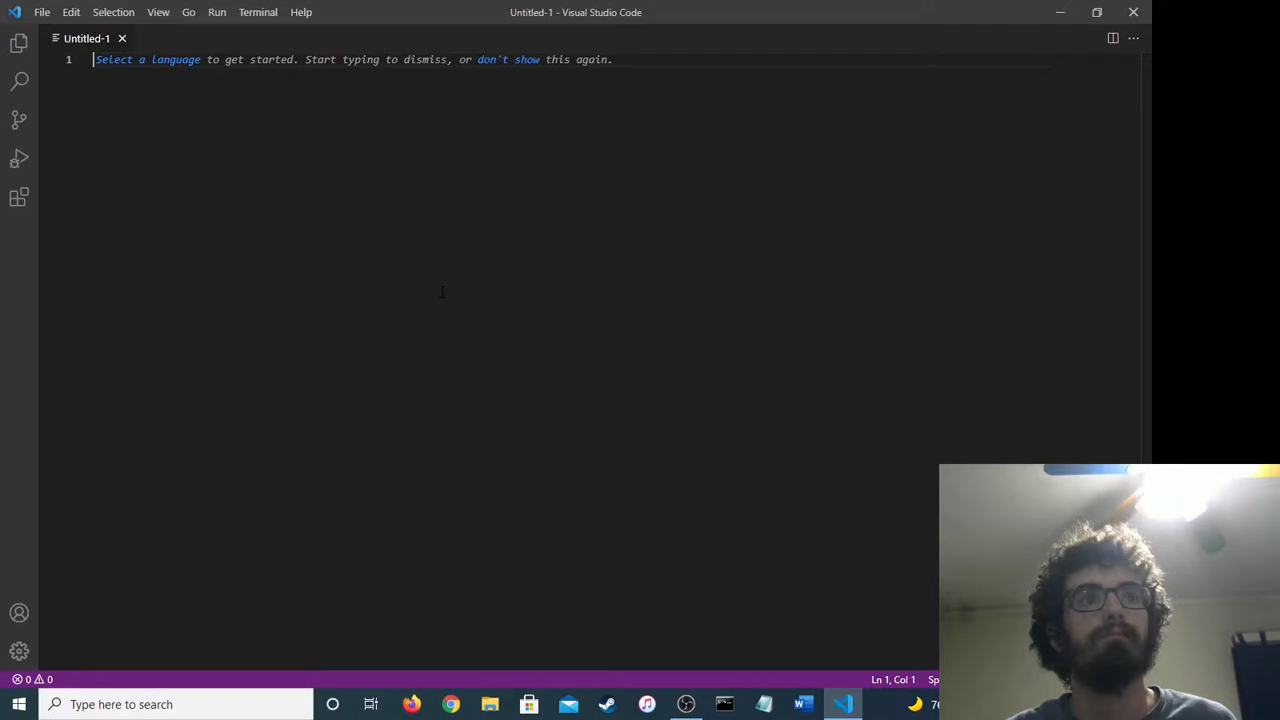 File Edit Selection View Go Run Terminal Help
Untitled-1 - Visual Studio Code
Untitled-1
1 Select a language to get started. Start typing to dismiss, or don't show this again.
0 0
Ln 1, Col 1
Type here to search